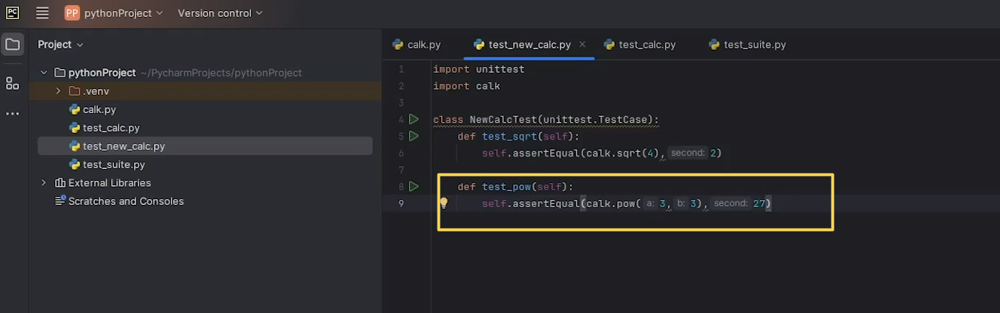 PC PP pythonProject Version control
Project
pythonProject ~/PycharmProjects/pythonProject
.venv
calk.py
test_calc.py
test_new_calc.py
test_suite.py
External Libraries
Scratches and Consoles
calk.py test_new_calc.py test_calc.py test_suite.py
1 import unittest
2 import calk
3
4 class NewCalcTest(unittest.TestCase):
5 def test_sqrt(self):
6 self.assertEqual(calk.sqrt(4), second: 2)
7
8 def test_pow(self):
9 self.assertEqual(calk.pow( a: 3, b: 3), second: 27)